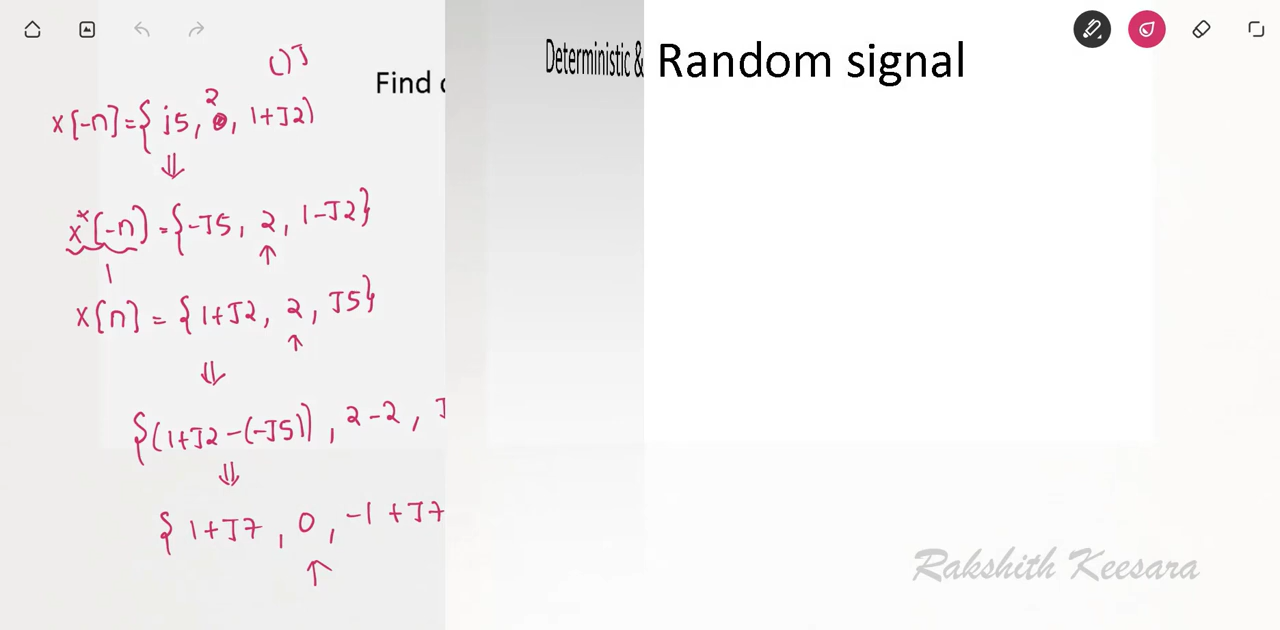 ( )J
Find
x[-n] = { j5, 2, 1+J2 }
⇓
x*[-n] = {-J5, 2, 1-J2}
↑
1
x[n] = {1+J2, 2, J5}
↑
⇓
{(1+J2-(-J5)), 2-2, J
⇓
{ 1+J7, 0, -1+J7
↑
Deterministic & Random signal
Rakshith Keesara